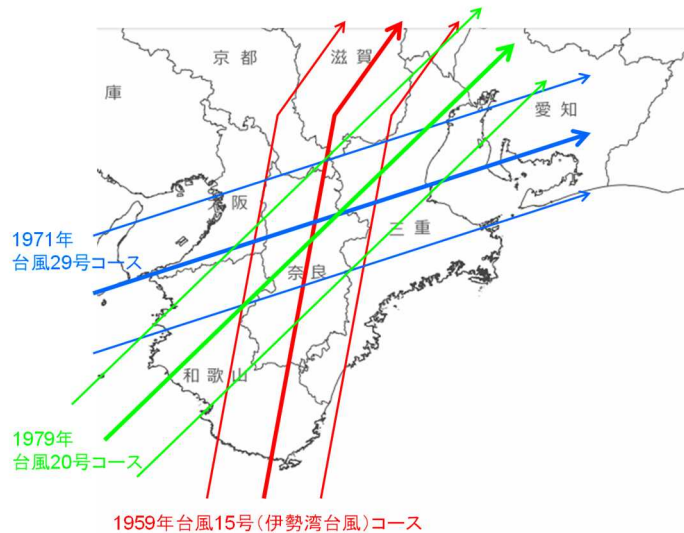 京都
滋賀
庫
愛知
大阪
三重
1971年
台風29号コース
奈良
和歌山
1979年
台風20号コース
1959年台風15号（伊勢湾台風）コース